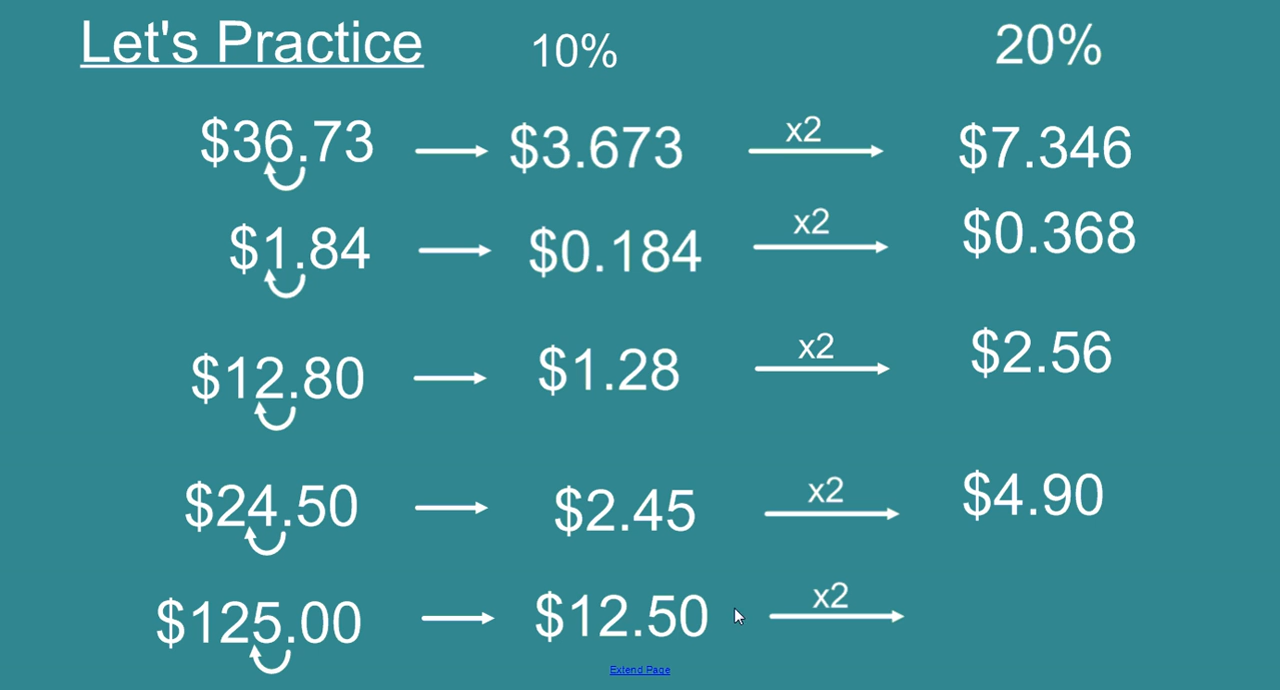 Let's Practice 10% 20%
$36.73 $3.673 x2 $7.346
$1.84 $0.184 x2 $0.368
$12.80 $1.28 x2 $2.56
$24.50 $2.45 x2 $4.90
$125.00 $12.50 x2
Extend Page